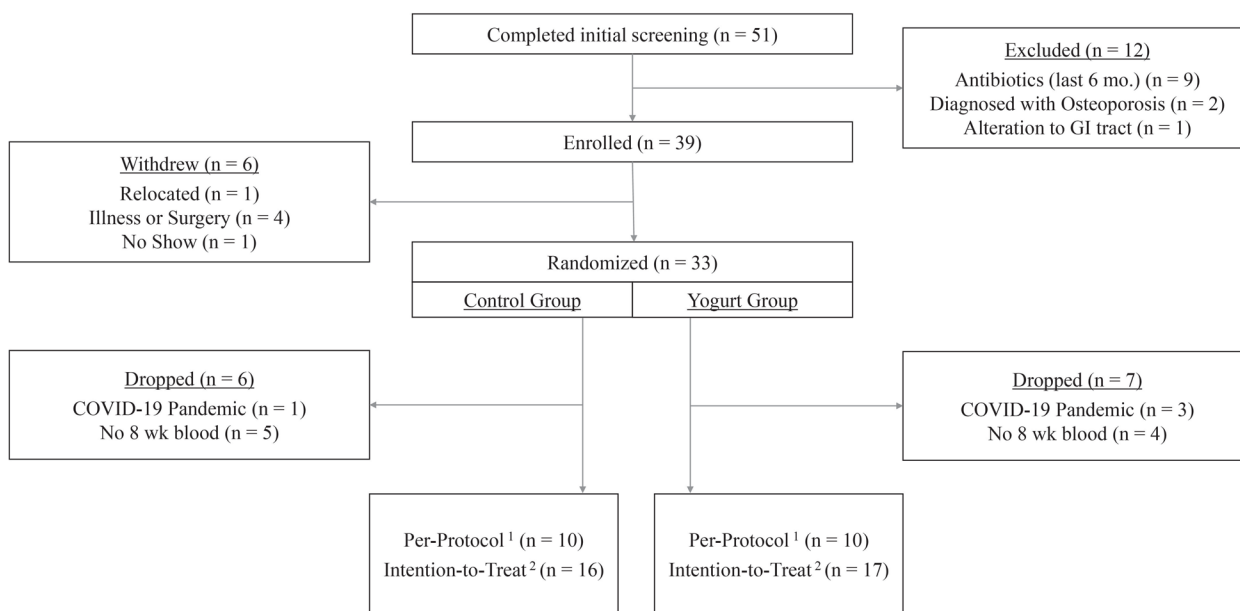 Completed initial screening (n = 51)
Excluded (n = 12)
Antibiotics (last 6 mo.) (n = 9)
Diagnosed with Osteoporosis (n = 2)
Alteration to GI tract (n = 1)
Enrolled (n = 39)
Withdrew (n = 6)
Relocated (n = 1)
Illness or Surgery (n = 4)
No Show (n = 1)
Randomized (n = 33)
Control Group
Yogurt Group
Dropped (n = 6)
COVID-19 Pandemic (n = 1)
No 8 wk blood (n = 5)
Dropped (n = 7)
COVID-19 Pandemic (n = 3)
No 8 wk blood (n = 4)
Per-Protocol ¹ (n = 10)
Intention-to-Treat ² (n = 16)
Per-Protocol ¹ (n = 10)
Intention-to-Treat ² (n = 17)